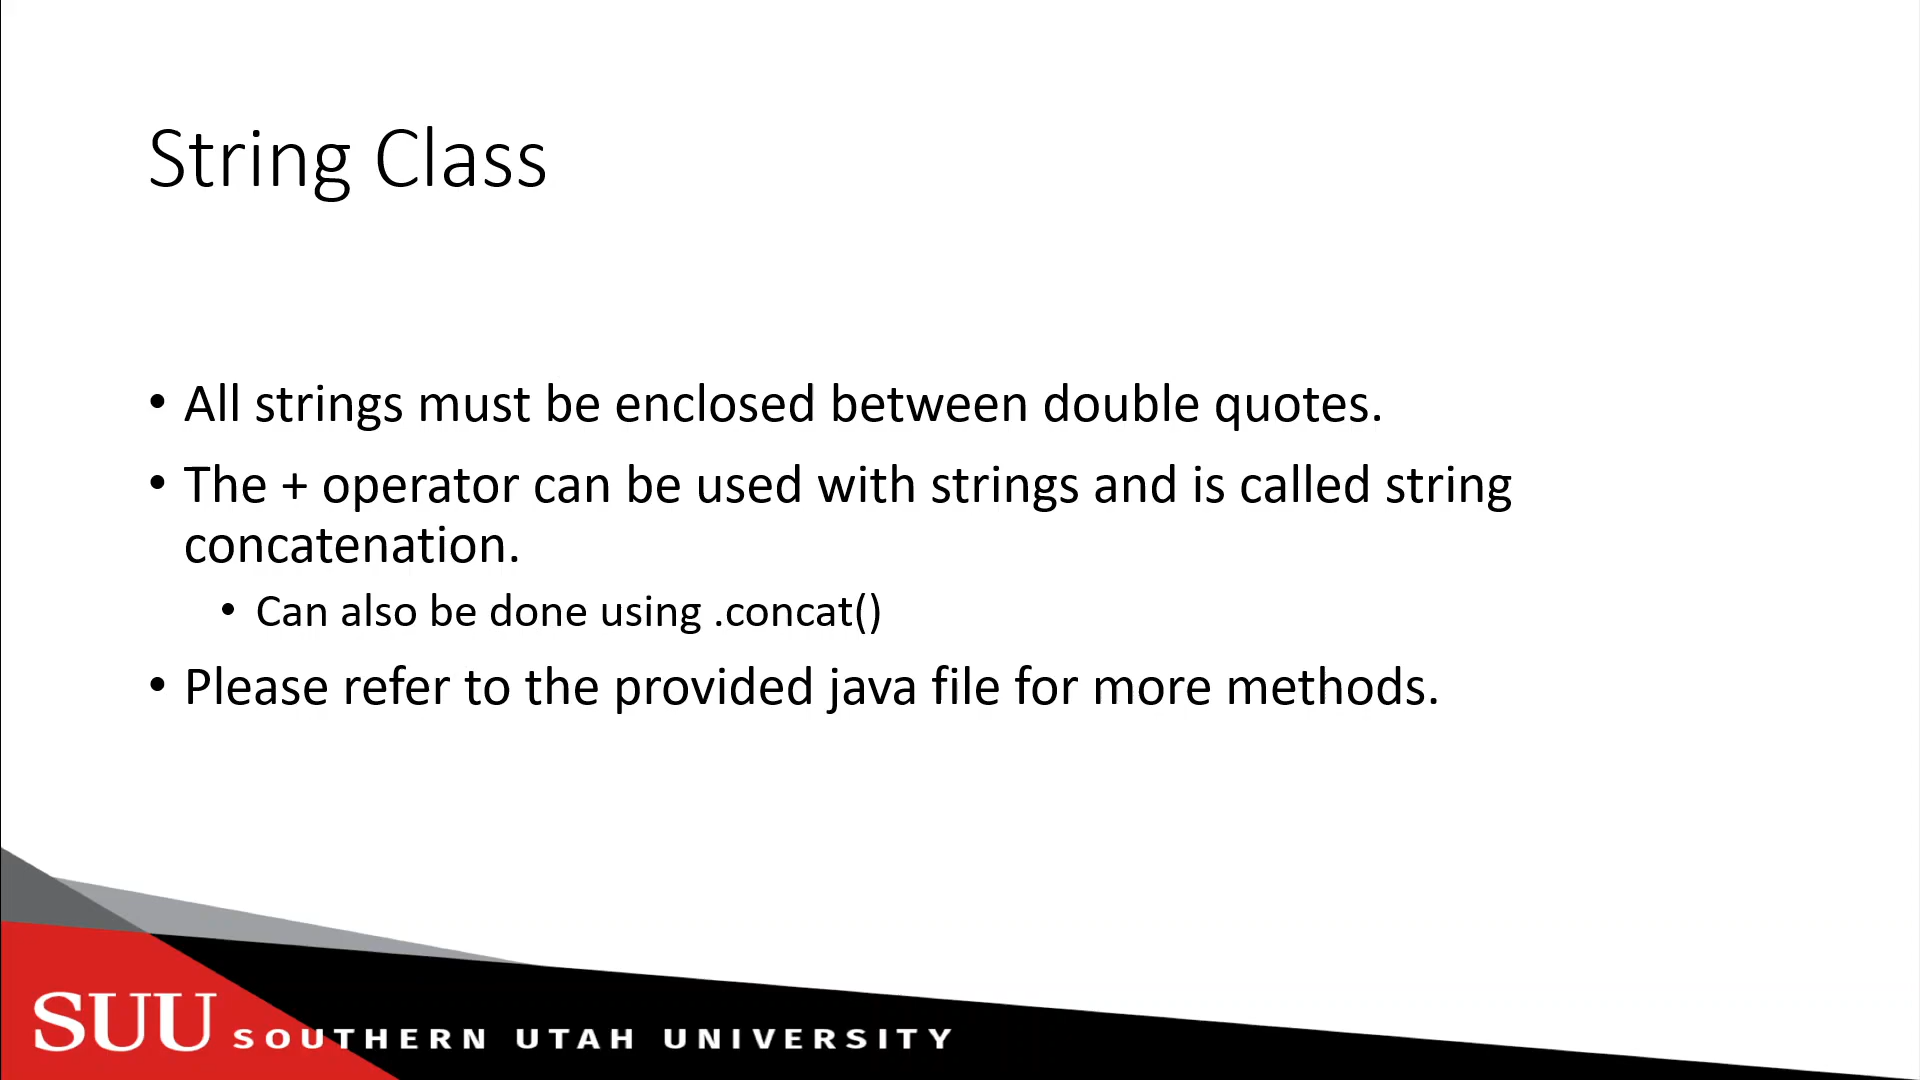 String Class
• All strings must be enclosed between double quotes.
• The + operator can be used with strings and is called string
concatenation.
• Can also be done using .concat()
• Please refer to the provided java file for more methods.
SUU SOUTHERN UTAH UNIVERSITY